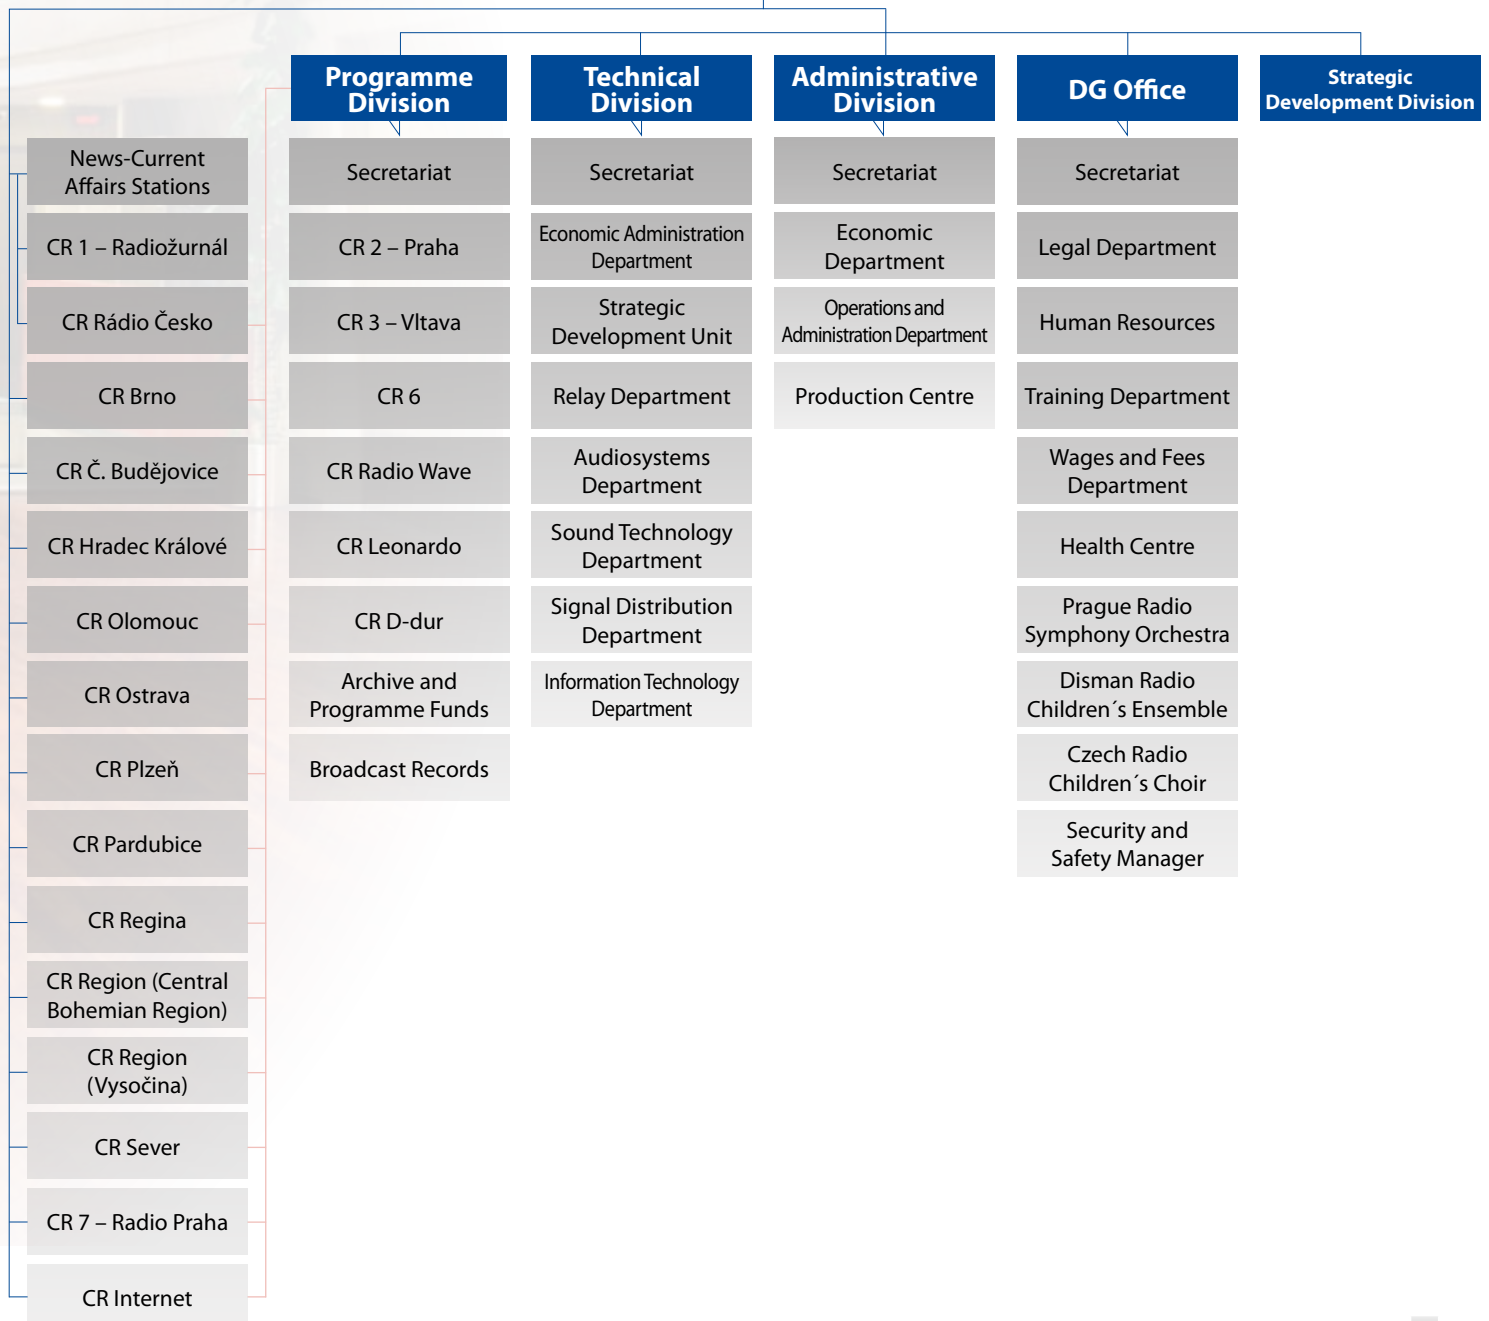 Programme
Division
Technical
Division
Administrative
Division
DG Office
Strategic
Development Division
News-Current
Affairs Stations
CR 1 – Radiožurnál
CR Rádio Česko
CR Brno
CR Č. Budějovice
CR Hradec Králové
CR Olomouc
CR Ostrava
CR Plzeň
CR Pardubice
CR Regina
CR Region (Central
Bohemian Region)
CR Region
(Vysočina)
CR Sever
CR 7 – Radio Praha
CR Internet
Secretariat
CR 2 – Praha
CR 3 – Vltava
CR 6
CR Radio Wave
CR Leonardo
CR D-dur
Archive and
Programme Funds
Broadcast Records
Secretariat
Economic Administration
Department
Strategic
Development Unit
Relay Department
Audiosystems
Department
Sound Technology
Department
Signal Distribution
Department
Information Technology
Department
Secretariat
Economic
Department
Operations and
Administration Department
Production Centre
Secretariat
Legal Department
Human Resources
Training Department
Wages and Fees
Department
Health Centre
Prague Radio
Symphony Orchestra
Disman Radio
Children´s Ensemble
Czech Radio
Children´s Choir
Security and
Safety Manager